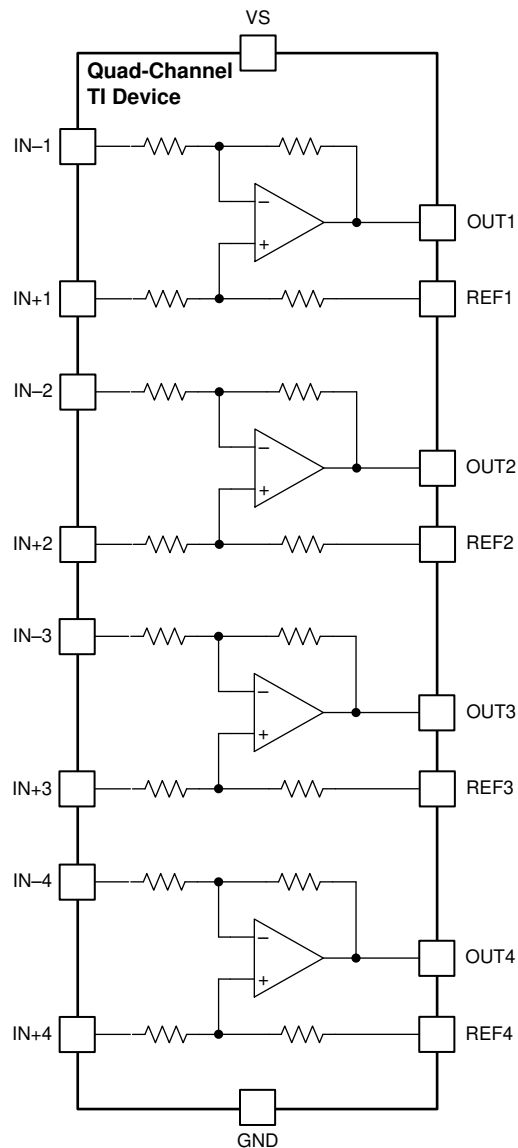 VS
Quad-Channel
TI Device
IN–1
−
+
OUT1
IN+1
REF1
IN–2
−
+
OUT2
IN+2
REF2
IN–3
−
+
OUT3
IN+3
REF3
IN–4
−
+
OUT4
IN+4
REF4
GND